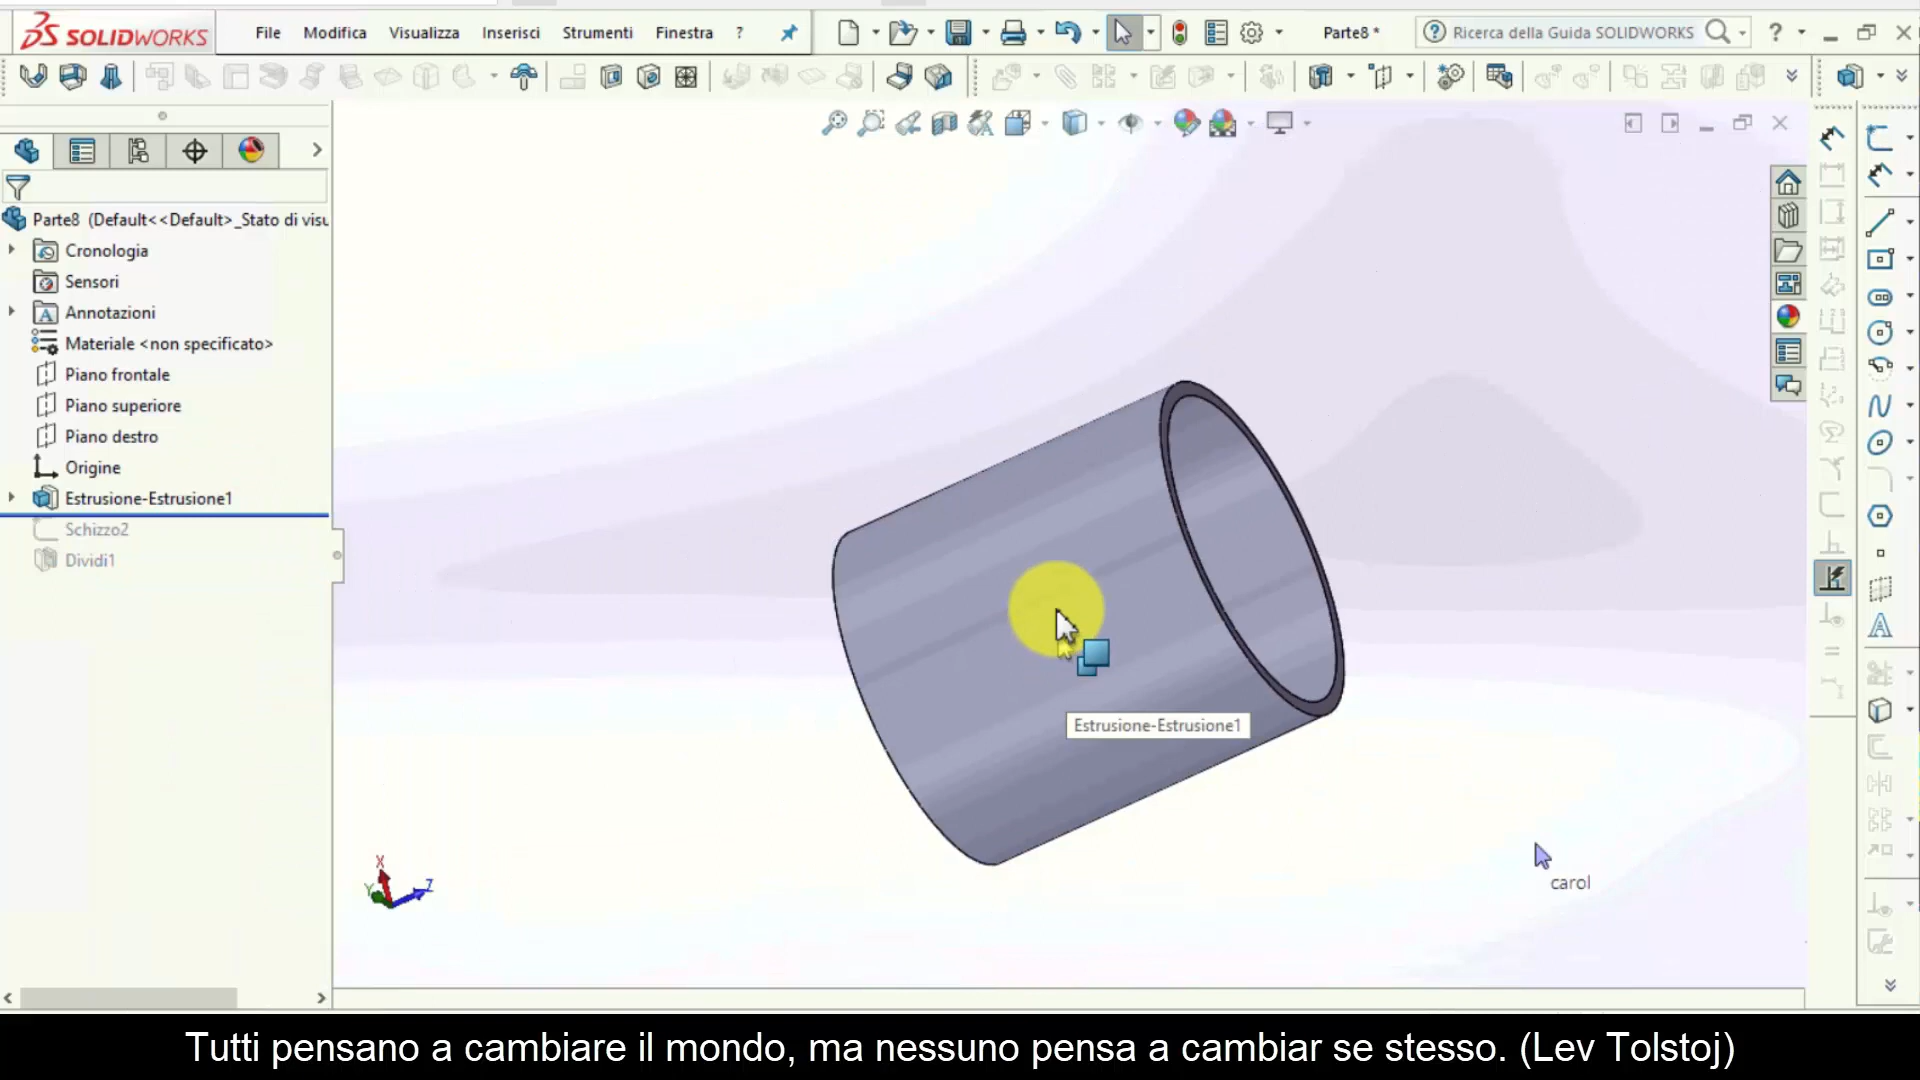 SOLIDWORKS
File Modifica Visualizza Inserisci Strumenti Finestra ?
Parte8 *
Ricerca della Guida SOLIDWORKS
Parte8 (Default<<Default>_Stato di visu
Cronologia
Sensori
Annotazioni
Materiale <non specificato>
Piano frontale
Piano superiore
Piano destro
Origine
Estrusione-Estrusione1
Schizzo2
Dividi1
Estrusione-Estrusione1
carol
X
Y
Z
Tutti pensano a cambiare il mondo, ma nessuno pensa a cambiar se stesso. (Lev Tolstoj)